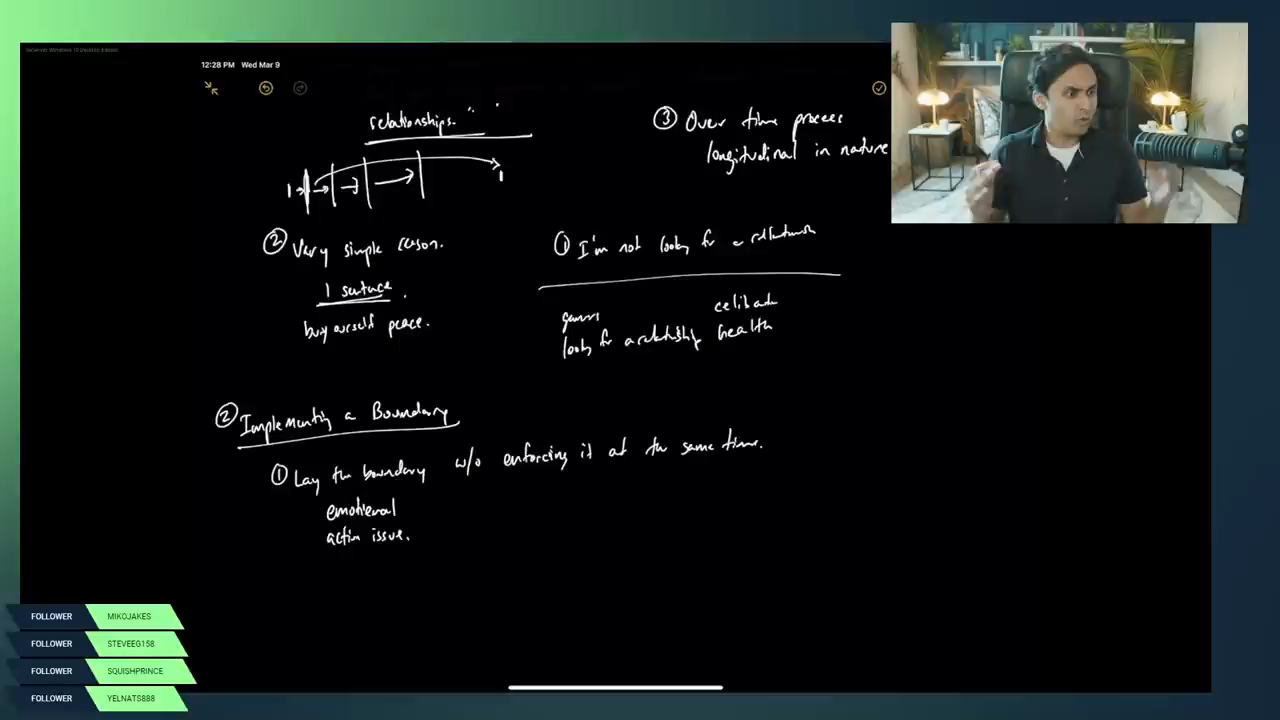 12:28 PM Wed Mar 9
relationships. " "
③ Over time process
longitudinal in nature
1
1
② Very simple reason.
1 sentence.
buy yourself peace.
① I'm not looking for a relationship
games
looking for a relationship
celibate
health
② Implementing a Boundary
① Lay the boundary w/o enforcing it at the same time.
emotional
action issue.
FOLLOWER MIKOJAKES
FOLLOWER STEVEEG158
FOLLOWER SQUISHPRINCE
FOLLOWER YELNATS888